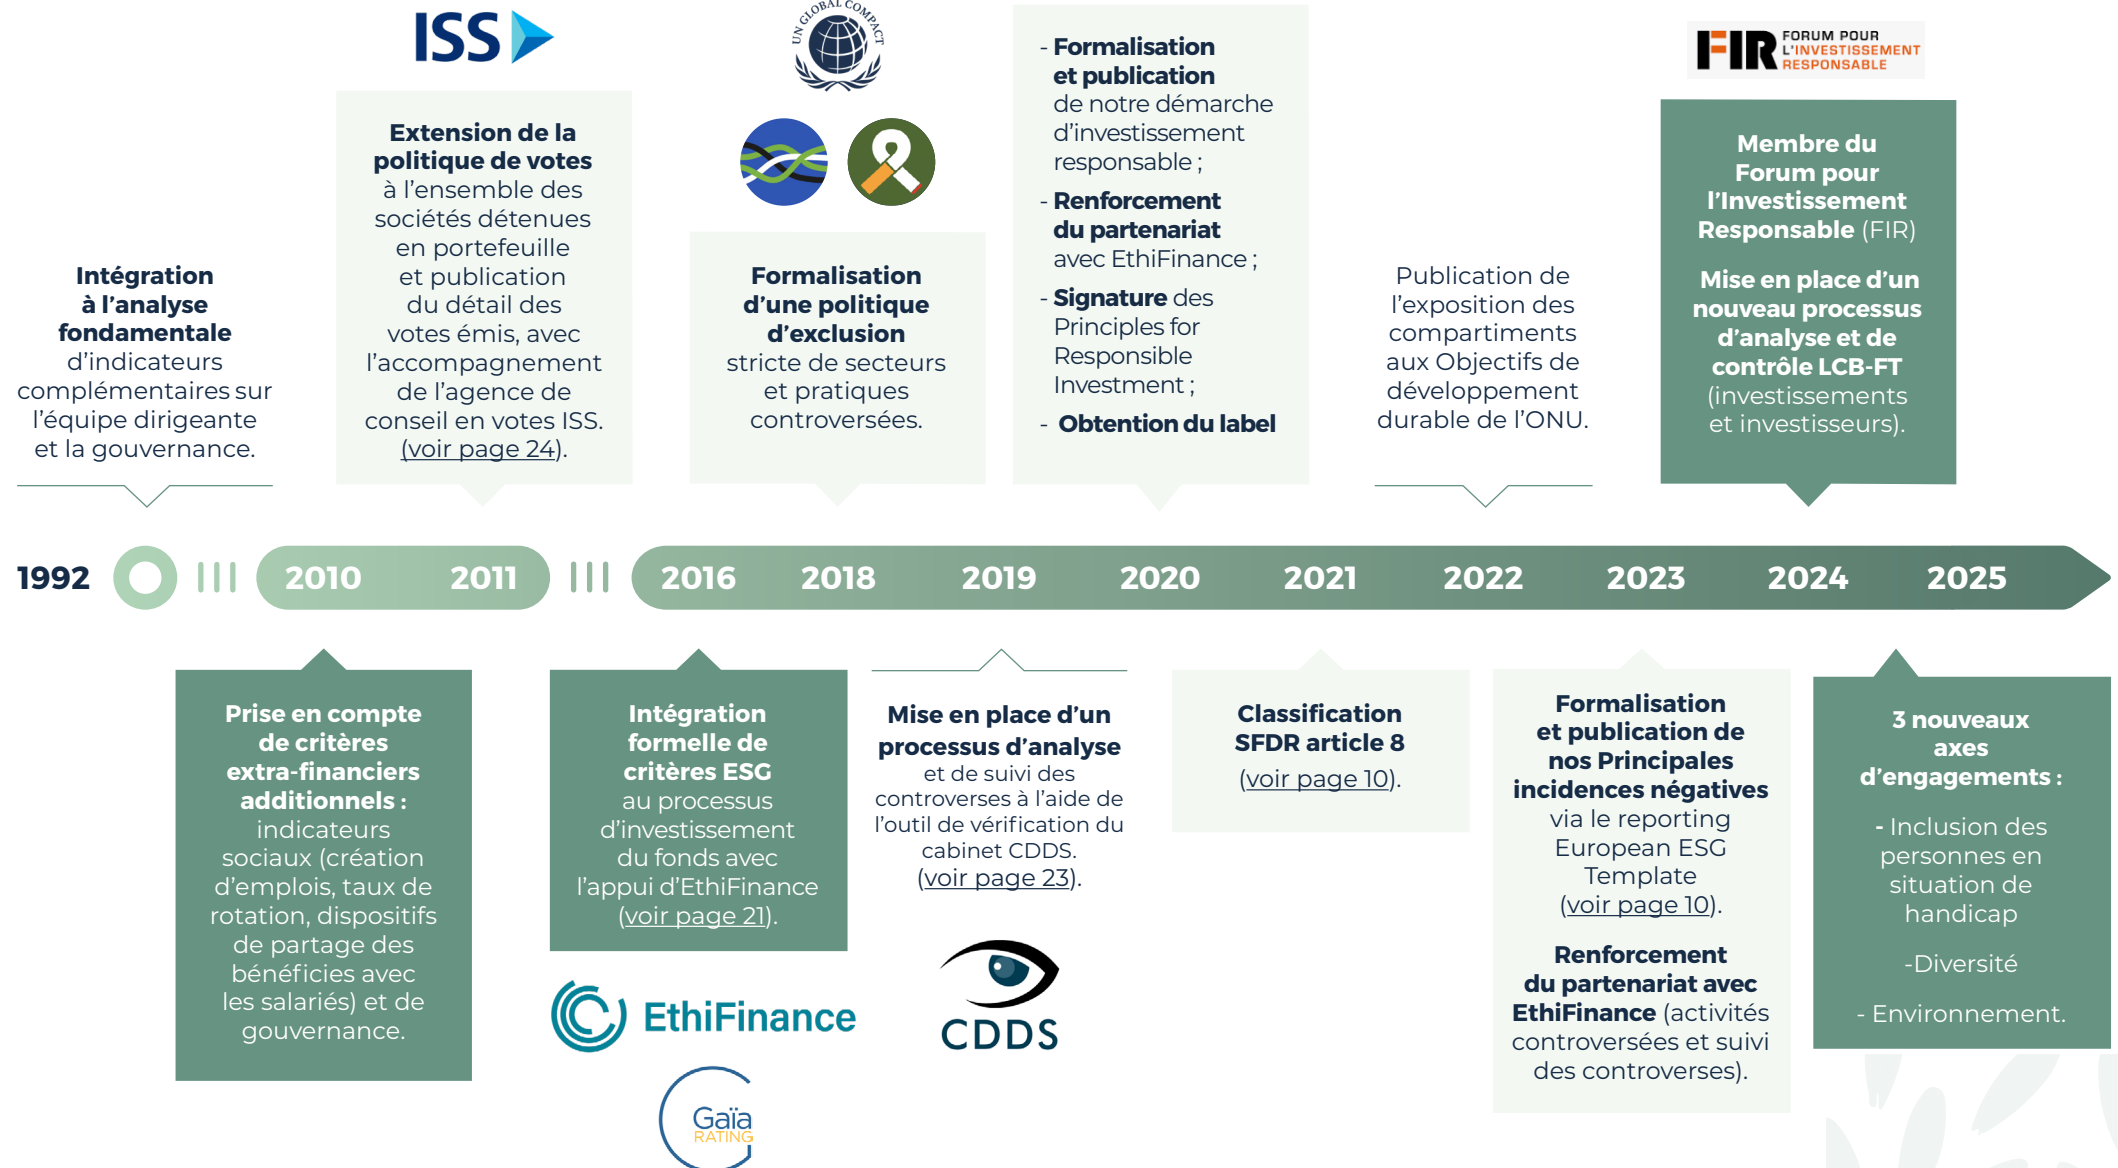 ISS
UN GLOBAL COMPACT
FIR FORUM POUR
L'INVESTISSEMENT
RESPONSABLE
Intégration
à l'analyse
fondamentale
d'indicateurs
complémentaires sur
l'équipe dirigeante
et la gouvernance.
Extension de la
politique de votes
à l'ensemble des
sociétés détenues
en portefeuille
et publication
du détail des
votes émis, avec
l'accompagnement
de l'agence de
conseil en votes ISS.
(voir page 24).
Formalisation
d'une politique
d'exclusion
stricte de secteurs
et pratiques
controversées.
- Formalisation
et publication
de notre démarche
d'investissement
responsable ;
- Renforcement
du partenariat
avec EthiFinance ;
- Signature des
Principles for
Responsible
Investment ;
- Obtention du label
Publication de
l'exposition des
compartiments
aux Objectifs de
développement
durable de l'ONU.
Membre du
Forum pour
l'Investissement
Responsable (FIR)
Mise en place d'un
nouveau processus
d'analyse et de
contrôle LCB-FT
(investissements
et investisseurs).
1992 2010 2011 2016 2018 2019 2020 2021 2022 2023 2024 2025
Prise en compte
de critères
extra-financiers
additionnels :
indicateurs
sociaux (création
d'emplois, taux de
rotation, dispositifs
de partage des
bénéficies avec
les salariés) et de
gouvernance.
Intégration
formelle de
critères ESG
au processus
d'investissement
du fonds avec
l'appui d'EthiFinance
(voir page 21).
EthiFinance
Gaïa
RATING
Mise en place d'un
processus d'analyse
et de suivi des
controverses à l'aide de
l'outil de vérification du
cabinet CDDS.
(voir page 23).
CDDS
Classification
SFDR article 8
(voir page 10).
Formalisation
et publication de
nos Principales
incidences négatives
via le reporting
European ESG
Template
(voir page 10).
Renforcement
du partenariat avec
EthiFinance (activités
controversées et suivi
des controverses).
3 nouveaux
axes
d'engagements :
- Inclusion des
personnes en
situation de
handicap
-Diversité
- Environnement.